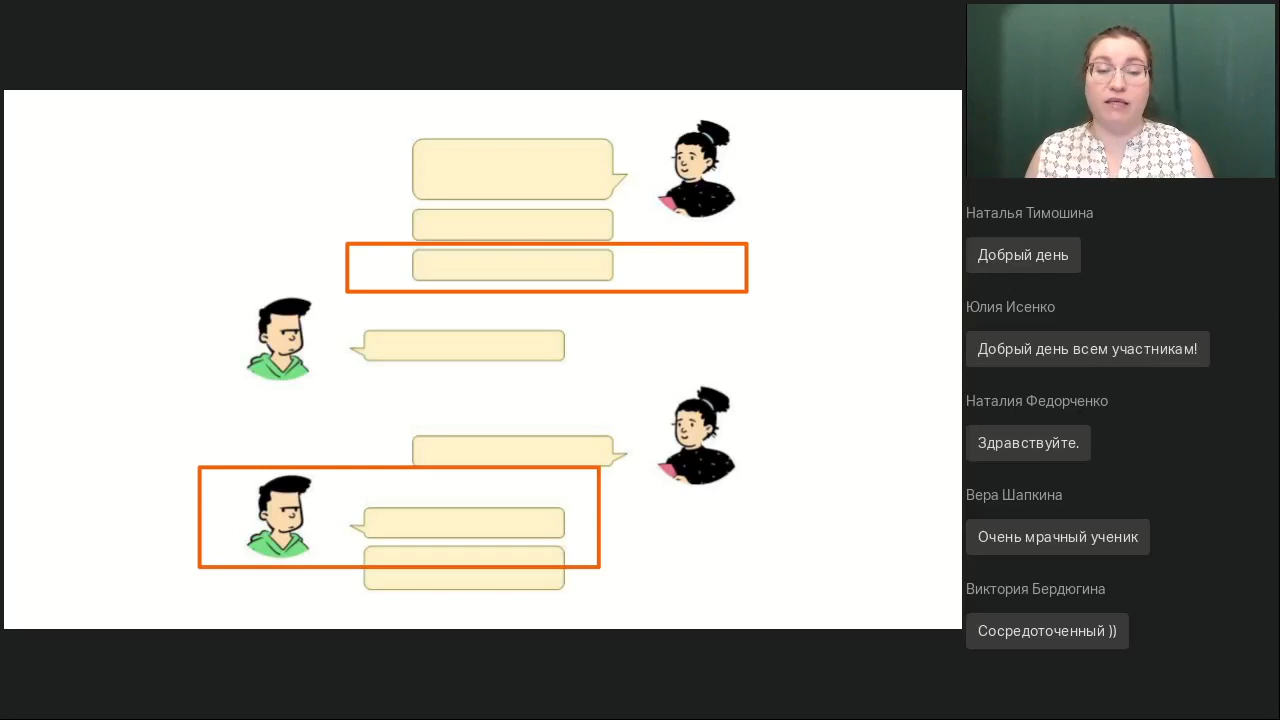 Наталья Тимошина
Добрый день
Юлия Исенко
Добрый день всем участникам!
Наталия Федорченко
Здравствуйте.
Вера Шапкина
Очень мрачный ученик
Виктория Бердюгина
Сосредоточенный ))